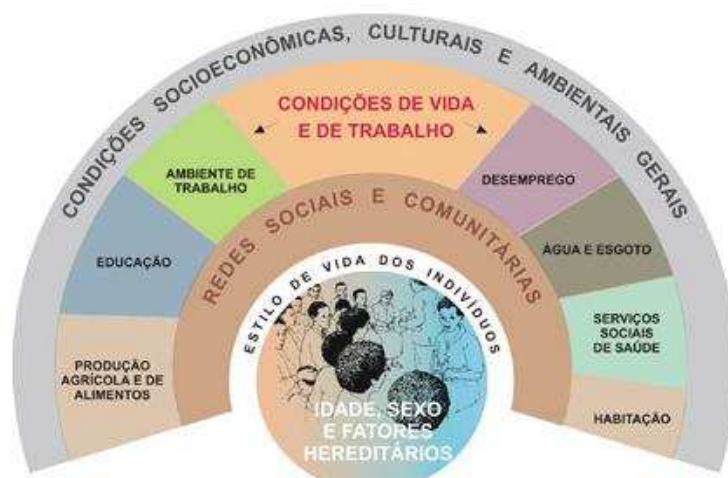 CONDIÇÕES SOCIOECONÔMICAS, CULTURAIS E AMBIENTAIS GERAIS
CONDIÇÕES DE VIDA
E DE TRABALHO
AMBIENTE DE
TRABALHO
DESEMPREGO
REDES SOCIAIS E COMUNITÁRIAS
EDUCAÇÃO
ÁGUA E ESGOTO
ESTILO DE VIDA DOS INDIVÍDUOS
PRODUÇÃO
AGRÍCOLA E DE
ALIMENTOS
SERVIÇOS
SOCIAIS
DE SAÚDE
HABITAÇÃO
IDADE, SEXO
E FATORES
HEREDITÁRIOS